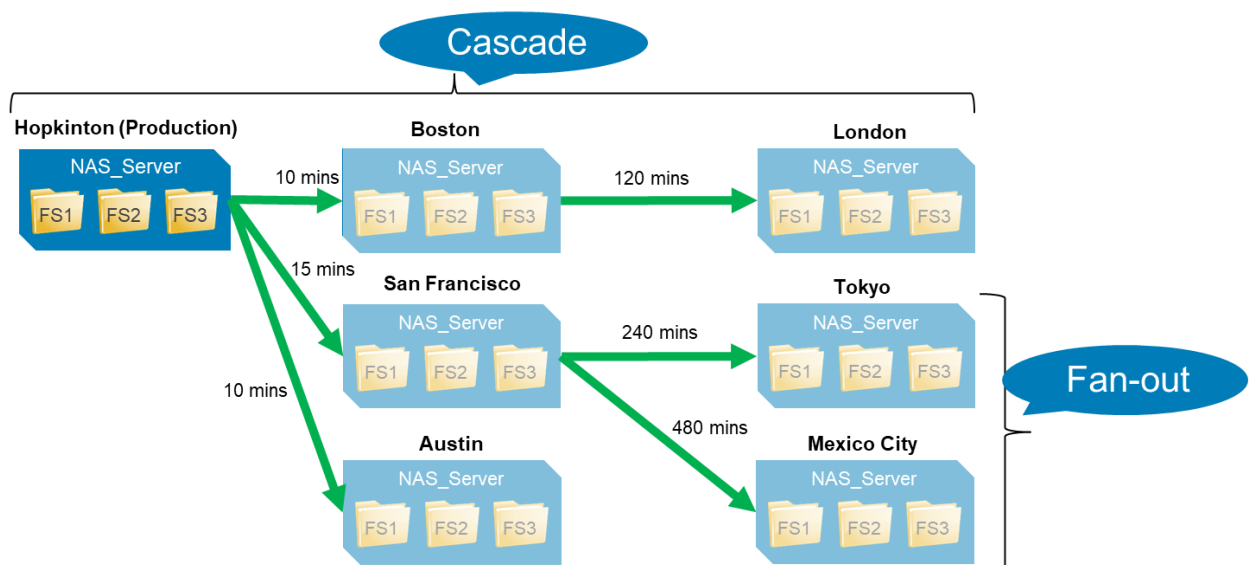 Cascade
Hopkinton (Production)
Boston
London
NAS_Server
FS1 FS2 FS3
10 mins
NAS_Server
FS1 FS2 FS3
120 mins
NAS_Server
FS1 FS2 FS3
15 mins
San Francisco
Tokyo
NAS_Server
FS1 FS2 FS3
240 mins
NAS_Server
FS1 FS2 FS3
Fan-out
10 mins
480 mins
Austin
Mexico City
NAS_Server
FS1 FS2 FS3
NAS_Server
FS1 FS2 FS3